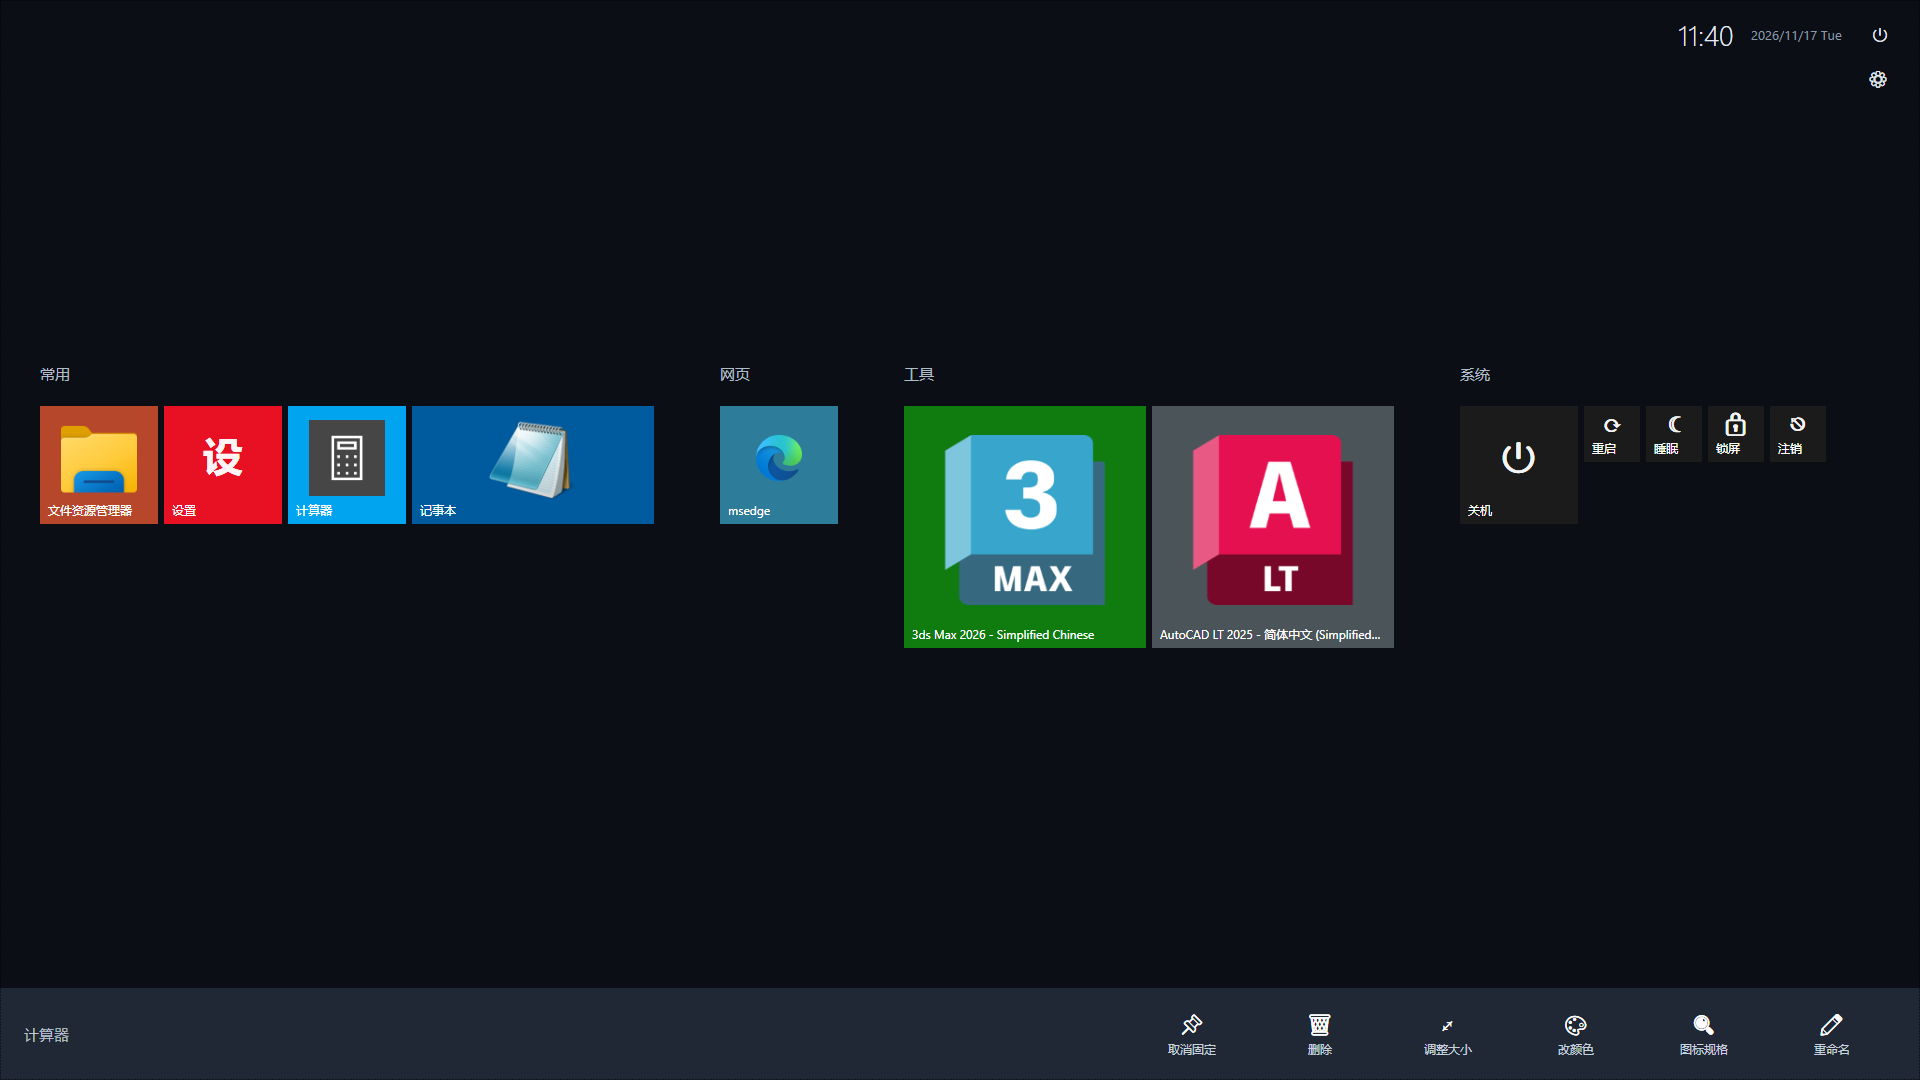 11:40 2026/11/17 Tue
常用
网页
工具
系统
设
3
MAX
A
LT
文件资源管理器
设置
计算器
记事本
msedge
3ds Max 2026 - Simplified Chinese
AutoCAD LT 2025 - 简体中文 (Simplified...
关机
重启
睡眠
锁屏
注销
计算器
取消固定
删除
调整大小
改颜色
图标规格
重命名